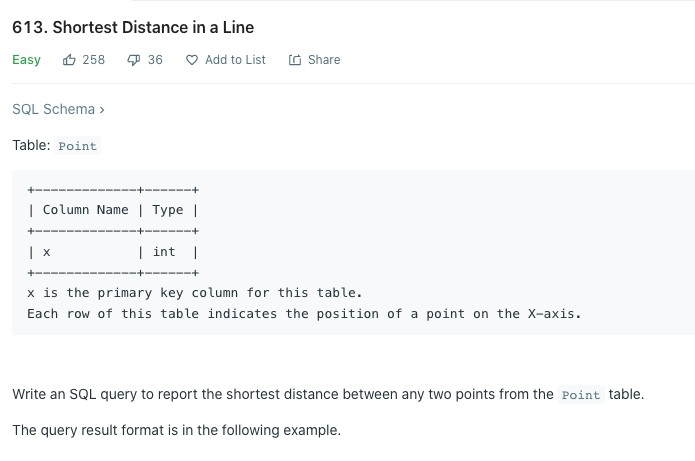 613. Shortest Distance in a Line
Easy 258 36 Add to List Share
SQL Schema >
Table: Point
+-------------+------+
| Column Name | Type |
+-------------+------+
| x           | int  |
+-------------+------+
x is the primary key column for this table.
Each row of this table indicates the position of a point on the X-axis.
Write an SQL query to report the shortest distance between any two points from the Point table.
The query result format is in the following example.